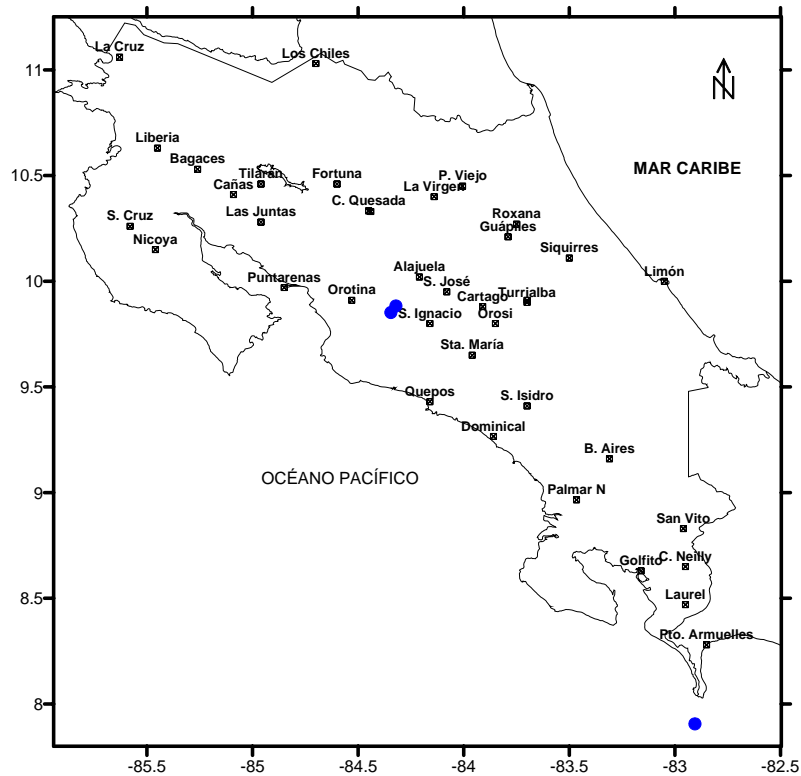 La Cruz
Los Chiles
11
N
Liberia
Bagaces
MAR CARIBE
Tilarán
Fortuna
P. Viejo
10.5
Cañas
La Virgen
C. Quesada
Las Juntas
Roxana
S. Cruz
Guápiles
Nicoya
Siquirres
Alajuela
Limón
10
Puntarenas
S. José
Orotina
Cartago
Turrialba
S. Ignacio
Orosi
Sta. María
9.5
Quepos
S. Isidro
Dominical
B. Aires
OCÉANO PACÍFICO
Palmar N
9
San Vito
Golfito
C. Neilly
8.5
Laurel
Pto. Armuelles
8
-85.5
-85
-84.5
-84
-83.5
-83
-82.5